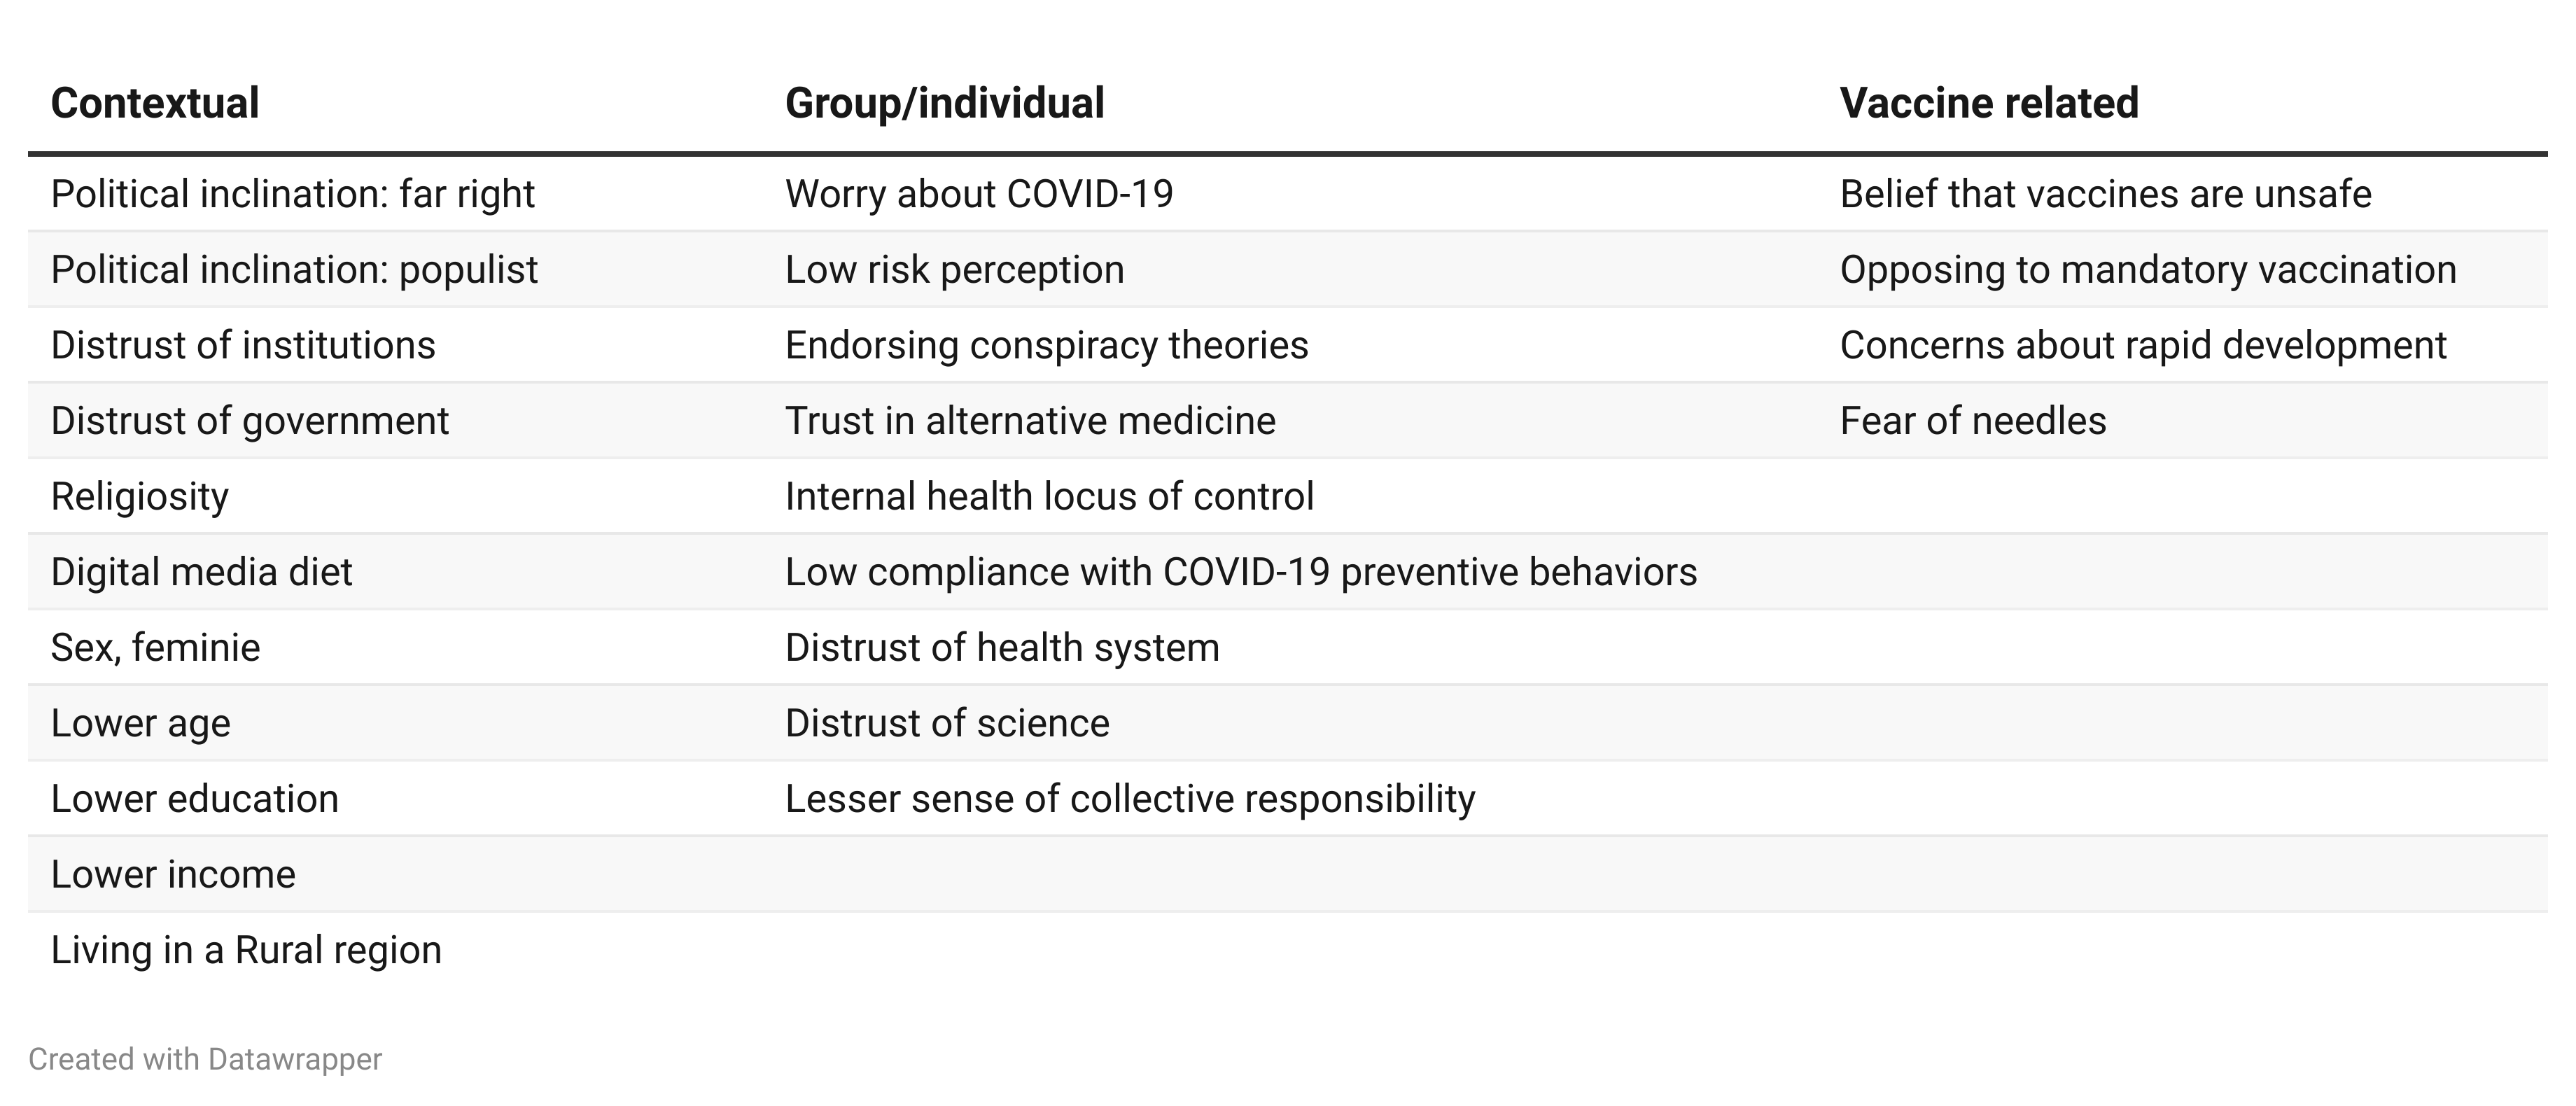 Contextual Group/individual Vaccine related
Political inclination: far right Worry about COVID-19 Belief that vaccines are unsafe
Political inclination: populist Low risk perception Opposing to mandatory vaccination
Distrust of institutions Endorsing conspiracy theories Concerns about rapid development
Distrust of government Trust in alternative medicine Fear of needles
Religiosity Internal health locus of control
Digital media diet Low compliance with COVID-19 preventive behaviors
Sex, feminie Distrust of health system
Lower age Distrust of science
Lower education Lesser sense of collective responsibility
Lower income
Living in a Rural region
Created with Datawrapper